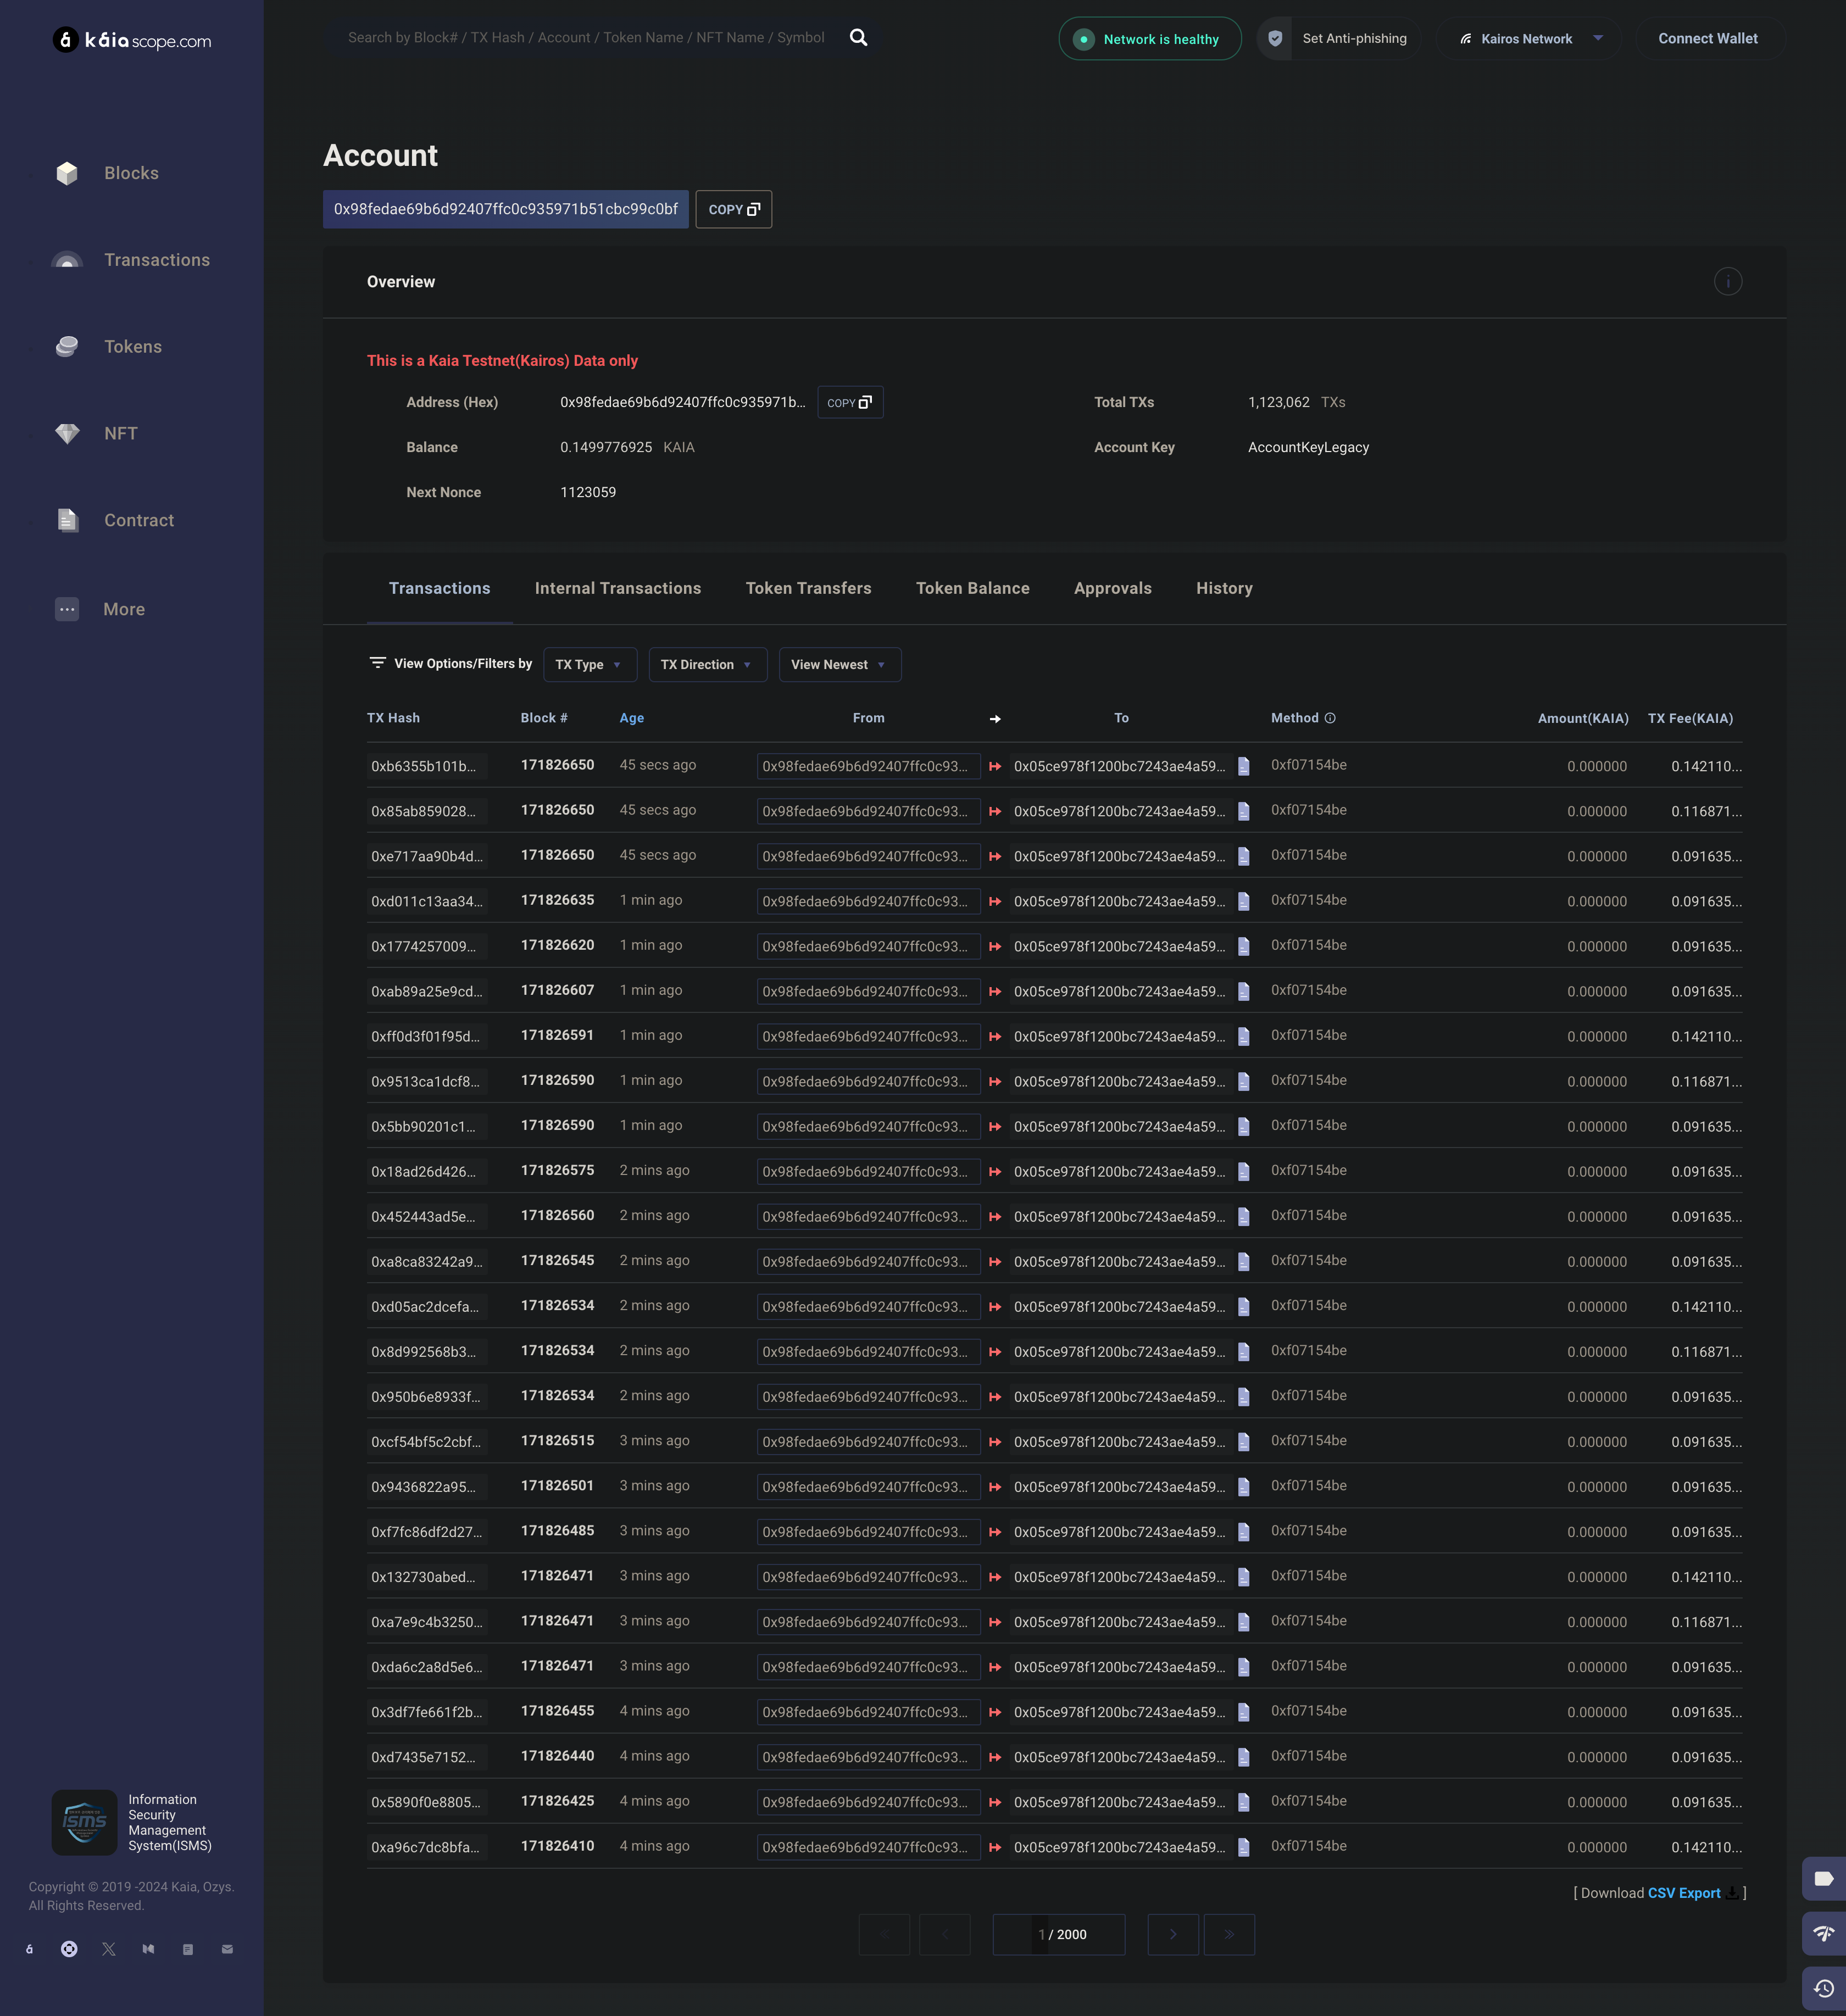 káiascope.com
Search by Block# / TX Hash / Account / Token Name / NFT Name / Symbol
Network is healthy
Set Anti-phishing
Kairos Network
Connect Wallet
Blocks
Transactions
Tokens
NFT
Contract
More
Account
0x98fedae69b6d92407ffc0c935971b51cbc99c0bf
COPY
Overview
This is a Kaia Testnet(Kairos) Data only
Address (Hex) 0x98fedae69b6d92407ffc0c935971b... COPY
Total TXs 1,123,062 TXs
Balance 0.1499776925 KAIA
Account Key AccountKeyLegacy
Next Nonce 1123059
Transactions Internal Transactions Token Transfers Token Balance Approvals History
View Options/Filters by TX Type TX Direction View Newest
TX Hash Block # Age From To Method Amount(KAIA) TX Fee(KAIA)
0xb6355b101b... 171826650 45 secs ago 0x98fedae69b6d92407ffc0c93... 0x05ce978f1200bc7243ae4a59... 0xf07154be 0.000000 0.142110...
0x85ab859028... 171826650 45 secs ago 0x98fedae69b6d92407ffc0c93... 0x05ce978f1200bc7243ae4a59... 0xf07154be 0.000000 0.116871...
0xe717aa90b4d... 171826650 45 secs ago 0x98fedae69b6d92407ffc0c93... 0x05ce978f1200bc7243ae4a59... 0xf07154be 0.000000 0.091635...
0xd011c13aa34... 171826635 1 min ago 0x98fedae69b6d92407ffc0c93... 0x05ce978f1200bc7243ae4a59... 0xf07154be 0.000000 0.091635...
0x1774257009... 171826620 1 min ago 0x98fedae69b6d92407ffc0c93... 0x05ce978f1200bc7243ae4a59... 0xf07154be 0.000000 0.091635...
0xab89a25e9cd... 171826607 1 min ago 0x98fedae69b6d92407ffc0c93... 0x05ce978f1200bc7243ae4a59... 0xf07154be 0.000000 0.091635...
0xff0d3f01f95d... 171826591 1 min ago 0x98fedae69b6d92407ffc0c93... 0x05ce978f1200bc7243ae4a59... 0xf07154be 0.000000 0.142110...
0x9513ca1dcf8... 171826590 1 min ago 0x98fedae69b6d92407ffc0c93... 0x05ce978f1200bc7243ae4a59... 0xf07154be 0.000000 0.116871...
0x5bb90201c1... 171826590 1 min ago 0x98fedae69b6d92407ffc0c93... 0x05ce978f1200bc7243ae4a59... 0xf07154be 0.000000 0.091635...
0x18ad26d426... 171826575 2 mins ago 0x98fedae69b6d92407ffc0c93... 0x05ce978f1200bc7243ae4a59... 0xf07154be 0.000000 0.091635...
0x452443ad5e... 171826560 2 mins ago 0x98fedae69b6d92407ffc0c93... 0x05ce978f1200bc7243ae4a59... 0xf07154be 0.000000 0.091635...
0xa8ca83242a9... 171826545 2 mins ago 0x98fedae69b6d92407ffc0c93... 0x05ce978f1200bc7243ae4a59... 0xf07154be 0.000000 0.091635...
0xd05ac2dcefa... 171826534 2 mins ago 0x98fedae69b6d92407ffc0c93... 0x05ce978f1200bc7243ae4a59... 0xf07154be 0.000000 0.142110...
0x8d992568b3... 171826534 2 mins ago 0x98fedae69b6d92407ffc0c93... 0x05ce978f1200bc7243ae4a59... 0xf07154be 0.000000 0.116871...
0x950b6e8933f... 171826534 2 mins ago 0x98fedae69b6d92407ffc0c93... 0x05ce978f1200bc7243ae4a59... 0xf07154be 0.000000 0.091635...
0xcf54bf5c2cbf... 171826515 3 mins ago 0x98fedae69b6d92407ffc0c93... 0x05ce978f1200bc7243ae4a59... 0xf07154be 0.000000 0.091635...
0x9436822a95... 171826501 3 mins ago 0x98fedae69b6d92407ffc0c93... 0x05ce978f1200bc7243ae4a59... 0xf07154be 0.000000 0.091635...
0xf7fc86df2d27... 171826485 3 mins ago 0x98fedae69b6d92407ffc0c93... 0x05ce978f1200bc7243ae4a59... 0xf07154be 0.000000 0.091635...
0x132730abed... 171826471 3 mins ago 0x98fedae69b6d92407ffc0c93... 0x05ce978f1200bc7243ae4a59... 0xf07154be 0.000000 0.142110...
0xa7e9c4b3250... 171826471 3 mins ago 0x98fedae69b6d92407ffc0c93... 0x05ce978f1200bc7243ae4a59... 0xf07154be 0.000000 0.116871...
0xda6c2a8d5e6... 171826471 3 mins ago 0x98fedae69b6d92407ffc0c93... 0x05ce978f1200bc7243ae4a59... 0xf07154be 0.000000 0.091635...
0x3df7fe661f2b... 171826455 4 mins ago 0x98fedae69b6d92407ffc0c93... 0x05ce978f1200bc7243ae4a59... 0xf07154be 0.000000 0.091635...
0xd7435e7152... 171826440 4 mins ago 0x98fedae69b6d92407ffc0c93... 0x05ce978f1200bc7243ae4a59... 0xf07154be 0.000000 0.091635...
0x5890f0e8805... 171826425 4 mins ago 0x98fedae69b6d92407ffc0c93... 0x05ce978f1200bc7243ae4a59... 0xf07154be 0.000000 0.091635...
0xa96c7dc8bfa... 171826410 4 mins ago 0x98fedae69b6d92407ffc0c93... 0x05ce978f1200bc7243ae4a59... 0xf07154be 0.000000 0.142110...
[ Download CSV Export ]
1 / 2000
ISMS
Information
Security
Management
System(ISMS)
Copyright © 2019 -2024 Kaia, Ozys.
All Rights Reserved.